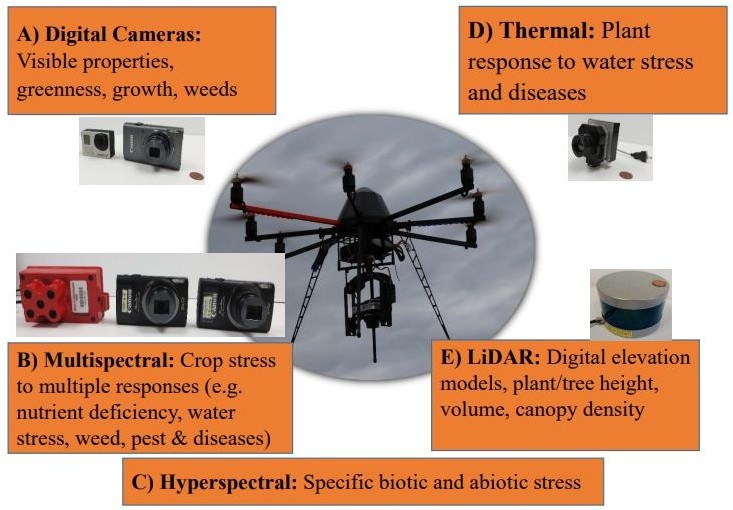 A) Digital Cameras:
Visible properties,
greenness, growth, weeds
D) Thermal: Plant
response to water stress
and diseases
Canon
B) Multispectral: Crop stress
to multiple responses (e.g.
nutrient deficiency, water
stress, weed, pest & diseases)
E) LiDAR: Digital elevation
models, plant/tree height,
volume, canopy density
C) Hyperspectral: Specific biotic and abiotic stress